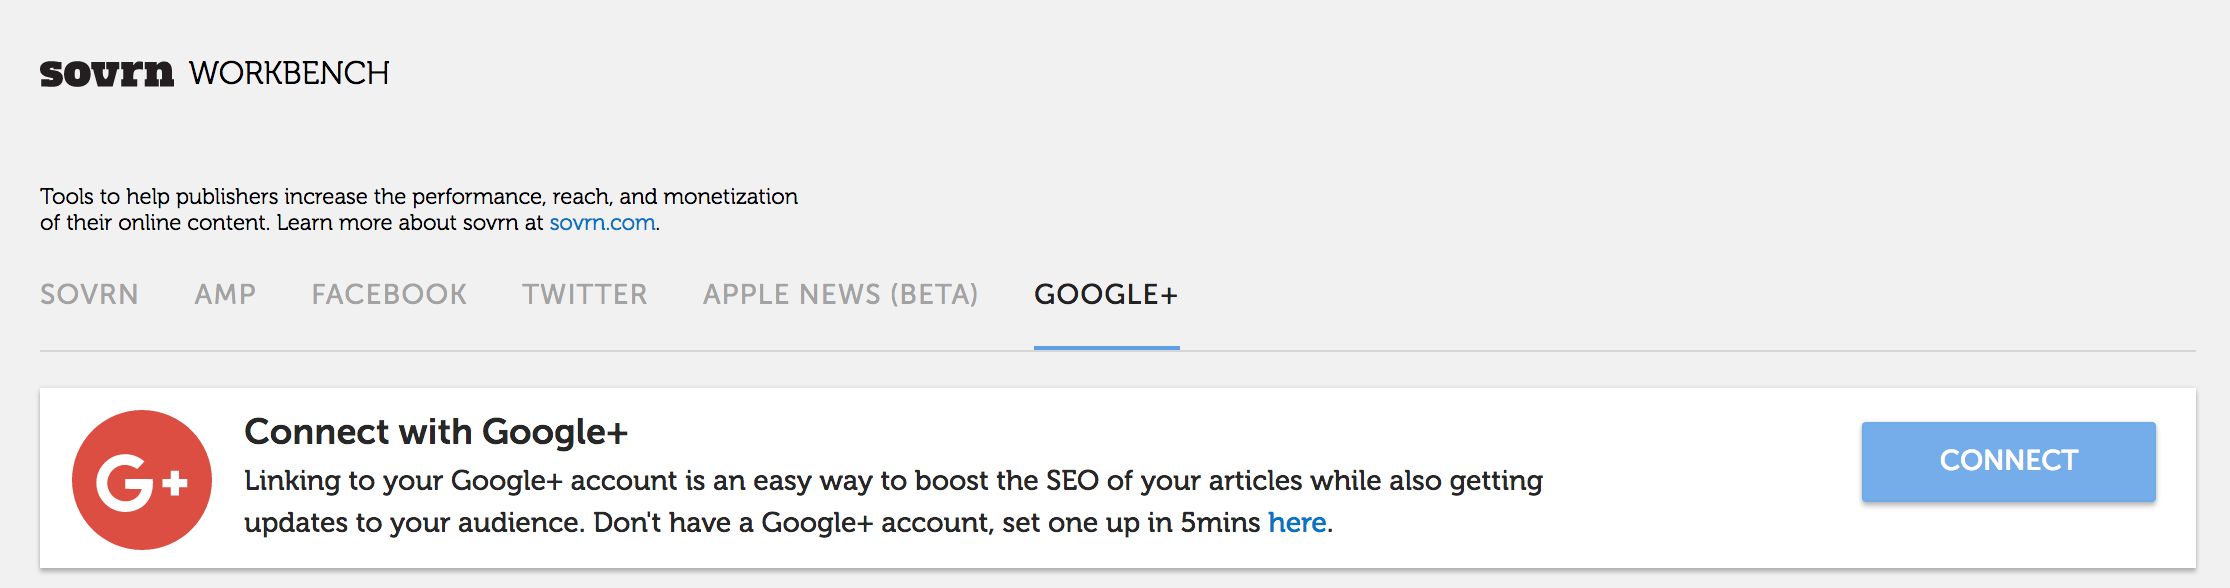 sovrn WORKBENCH
Tools to help publishers increase the performance, reach, and monetization
of their online content. Learn more about sovrn at sovrn.com.
SOVRN AMP FACEBOOK TWITTER APPLE NEWS (BETA) GOOGLE+
G+
Connect with Google+
Linking to your Google+ account is an easy way to boost the SEO of your articles while also getting
updates to your audience. Don't have a Google+ account, set one up in 5mins here.
CONNECT